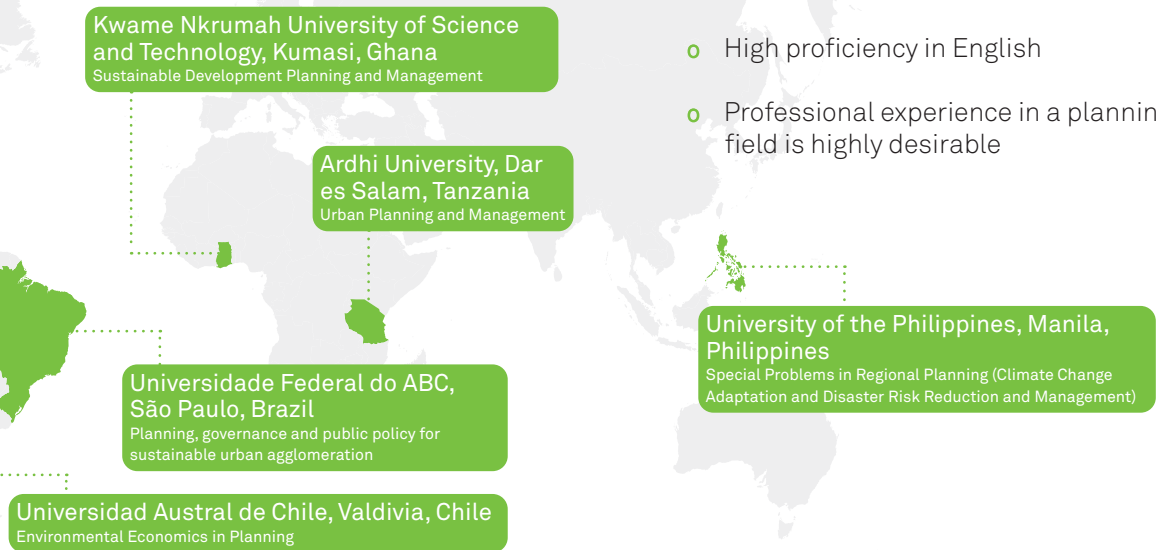 Kwame Nkrumah University of Science
and Technology, Kumasi, Ghana
Sustainable Development Planning and Management
o High proficiency in English
o Professional experience in a plannin
field is highly desirable
Ardhi University, Dar
es Salam, Tanzania
Urban Planning and Management
University of the Philippines, Manila,
Philippines
Special Problems in Regional Planning (Climate Change
Adaptation and Disaster Risk Reduction and Management)
Universidade Federal do ABC,
São Paulo, Brazil
Planning, governance and public policy for
sustainable urban agglomeration
Universidad Austral de Chile, Valdivia, Chile
Environmental Economics in Planning